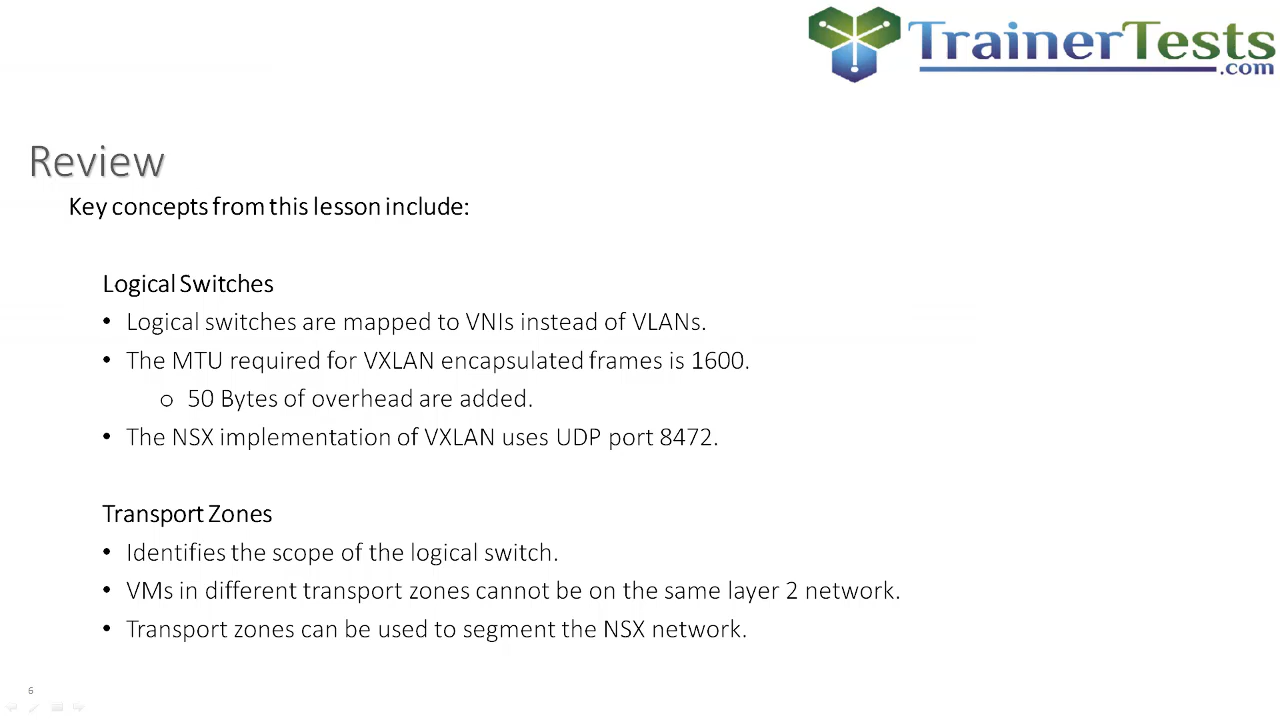 TrainerTests
.com
Review
Key concepts from this lesson include:
Logical Switches
• Logical switches are mapped to VNIs instead of VLANs.
• The MTU required for VXLAN encapsulated frames is 1600.
o 50 Bytes of overhead are added.
• The NSX implementation of VXLAN uses UDP port 8472.
Transport Zones
• Identifies the scope of the logical switch.
• VMs in different transport zones cannot be on the same layer 2 network.
• Transport zones can be used to segment the NSX network.
6